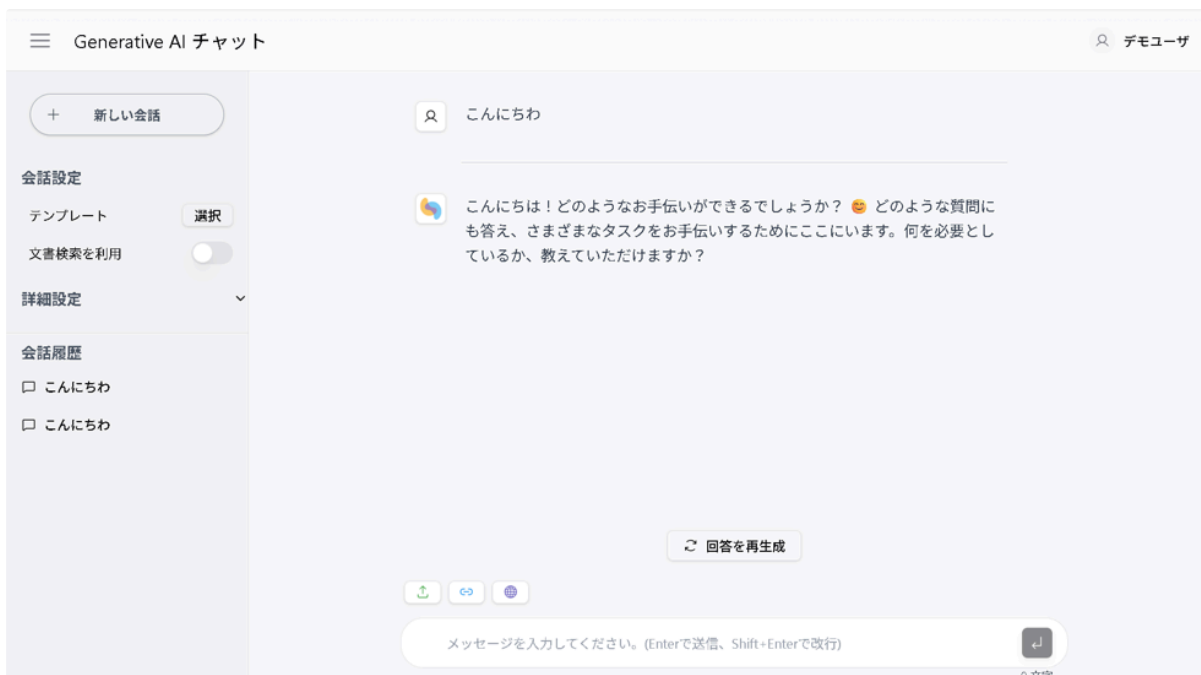 Generative AI チャット
デモユーザ
新しい会話
会話設定
テンプレート
選択
文書検索を利用
詳細設定
会話履歴
こんにちわ
こんにちわ
こんにちわ
こんにちは！どのようなお手伝いができるでしょうか？ 😊 どのような質問に
も答え、さまざまなタスクをお手伝いするためにここにいます。何を必要とし
ているか、教えていただけますか？
回答を再生成
メッセージを入力してください。(Enterで送信、Shift+Enterで改行)